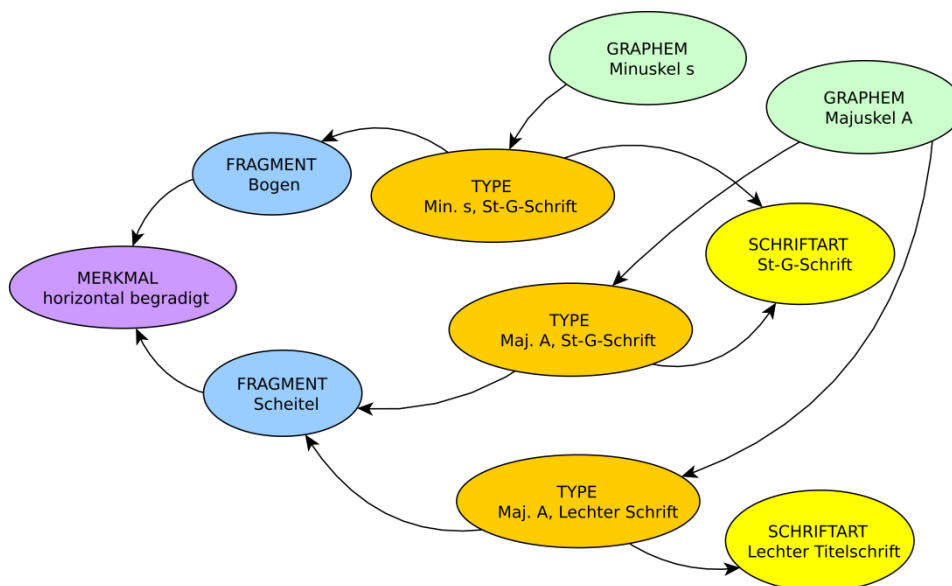 GRAPHEM
Minuskel s
GRAPHEM
Majuskel A
FRAGMENT
Bogen
TYPE
Min. s, St-G-Schrift
SCHRIFTART
St-G-Schrift
MERKMAL
horizontal begradigt
TYPE
Maj. A, St-G-Schrift
FRAGMENT
Scheitel
TYPE
Maj. A, Lechter Schrift
SCHRIFTART
Lechter Titelschrift